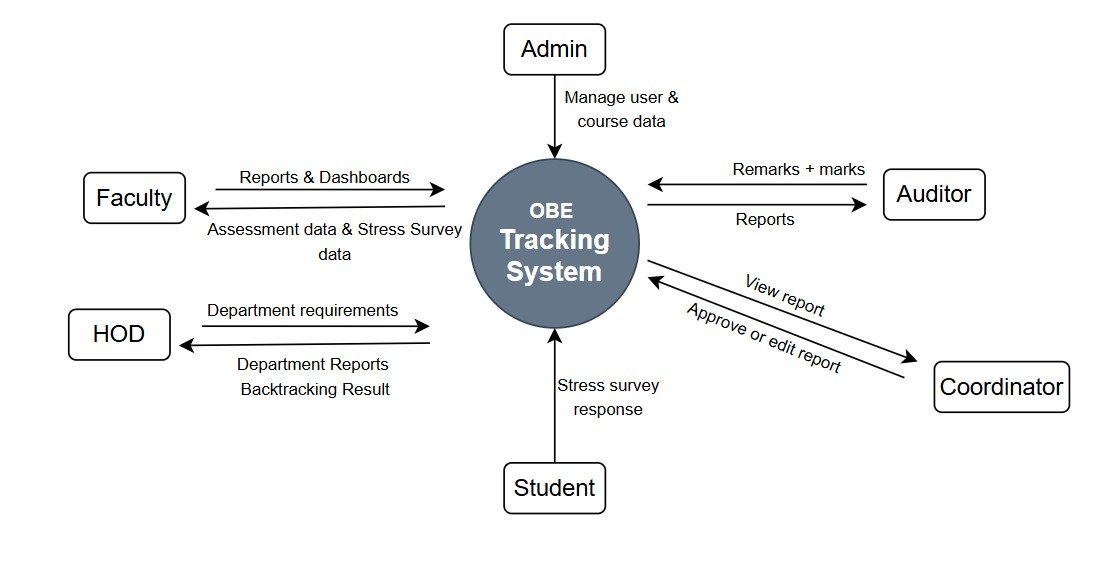 Admin
Manage user &
course data
Faculty
Reports & Dashboards
Assessment data & Stress Survey
data
OBE
Tracking
System
Remarks + marks
Reports
Auditor
HOD
Department requirements
Department Reports
Backtracking Result
View report
Approve or edit report
Coordinator
Stress survey
response
Student